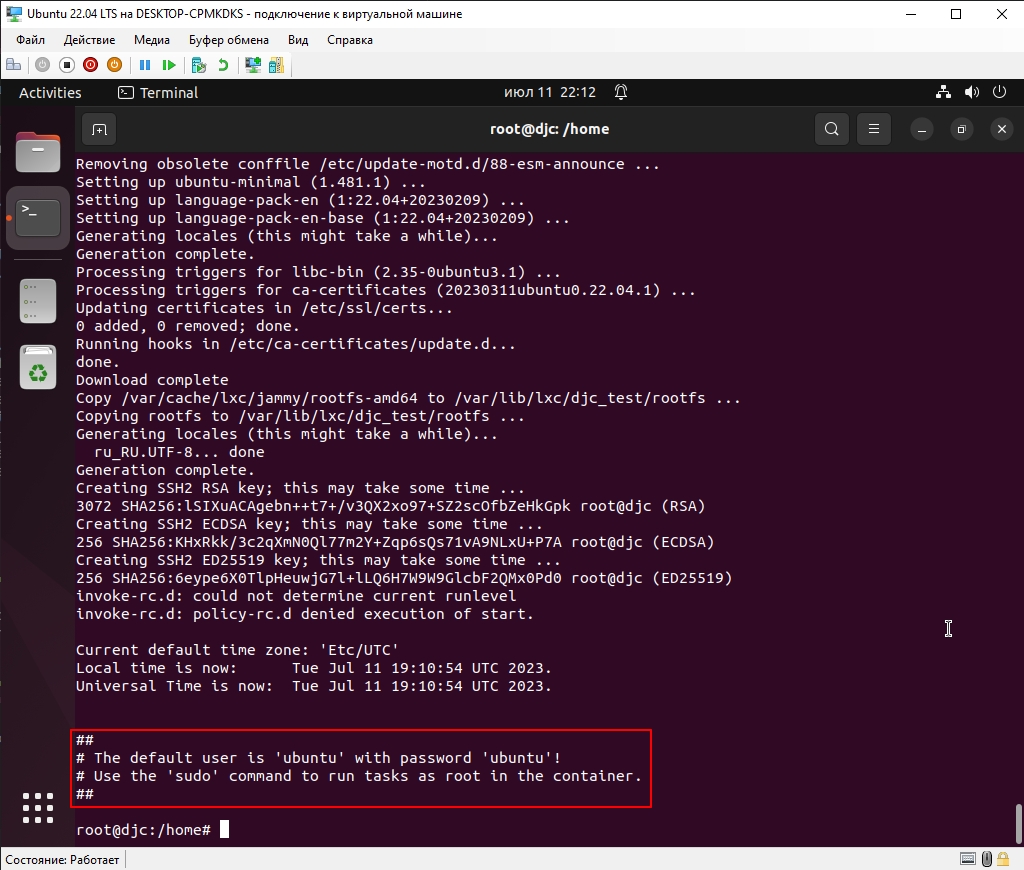 Ubuntu 22.04 LTS на DESKTOP-CPMKDKS - подключение к виртуальной машине
Файл Действие Медиа Буфер обмена Вид Справка
Activities Terminal июл 11 22:12
root@djc: /home
Removing obsolete conffile /etc/update-motd.d/88-esm-announce ...
Setting up ubuntu-minimal (1.481.1) ...
Setting up language-pack-en (1:22.04+20230209) ...
Setting up language-pack-en-base (1:22.04+20230209) ...
Generating locales (this might take a while)...
Generation complete.
Processing triggers for libc-bin (2.35-0ubuntu3.1) ...
Processing triggers for ca-certificates (20230311ubuntu0.22.04.1) ...
Updating certificates in /etc/ssl/certs...
0 added, 0 removed; done.
Running hooks in /etc/ca-certificates/update.d...
done.
Download complete
Copy /var/cache/lxc/jammy/rootfs-amd64 to /var/lib/lxc/djc_test/rootfs ...
Copying rootfs to /var/lib/lxc/djc_test/rootfs ...
Generating locales (this might take a while)...
  ru_RU.UTF-8... done
Generation complete.
Creating SSH2 RSA key; this may take some time ...
3072 SHA256:lSIXuACAgebn++t7+/v3QX2xo97+SZ2scOfbZeHkGpk root@djc (RSA)
Creating SSH2 ECDSA key; this may take some time ...
256 SHA256:KHxRkk/3c2qXmN0Ql77m2Y+Zqp6sQs71vA9NLxU+P7A root@djc (ECDSA)
Creating SSH2 ED25519 key; this may take some time ...
256 SHA256:6eype6X0TlpHeuwjG7l+lLQ6H7W9W9GlcbF2QMx0Pd0 root@djc (ED25519)
invoke-rc.d: could not determine current runlevel
invoke-rc.d: policy-rc.d denied execution of start.
Current default time zone: 'Etc/UTC'
Local time is now:      Tue Jul 11 19:10:54 UTC 2023.
Universal Time is now:  Tue Jul 11 19:10:54 UTC 2023.
##
# The default user is 'ubuntu' with password 'ubuntu'!
# Use the 'sudo' command to run tasks as root in the container.
##
root@djc:/home#
Состояние: Работает